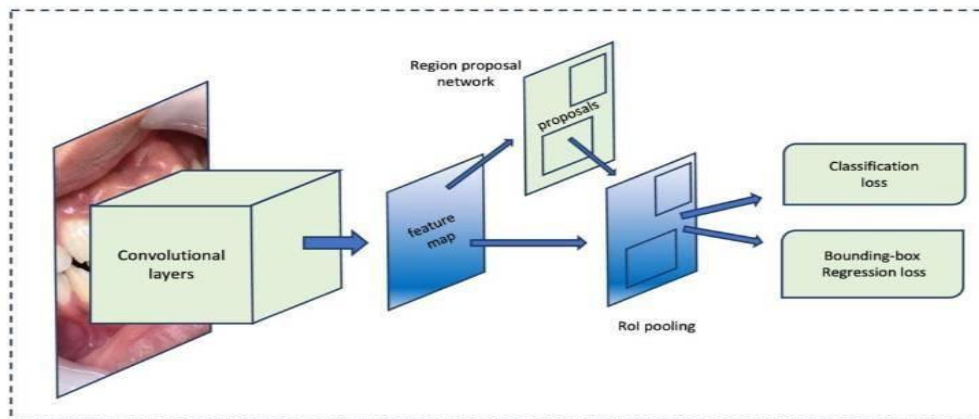 Region proposal
network
proposals
Convolutional
layers
feature
map
Classification
loss
Bounding-box
Regression loss
RoI pooling